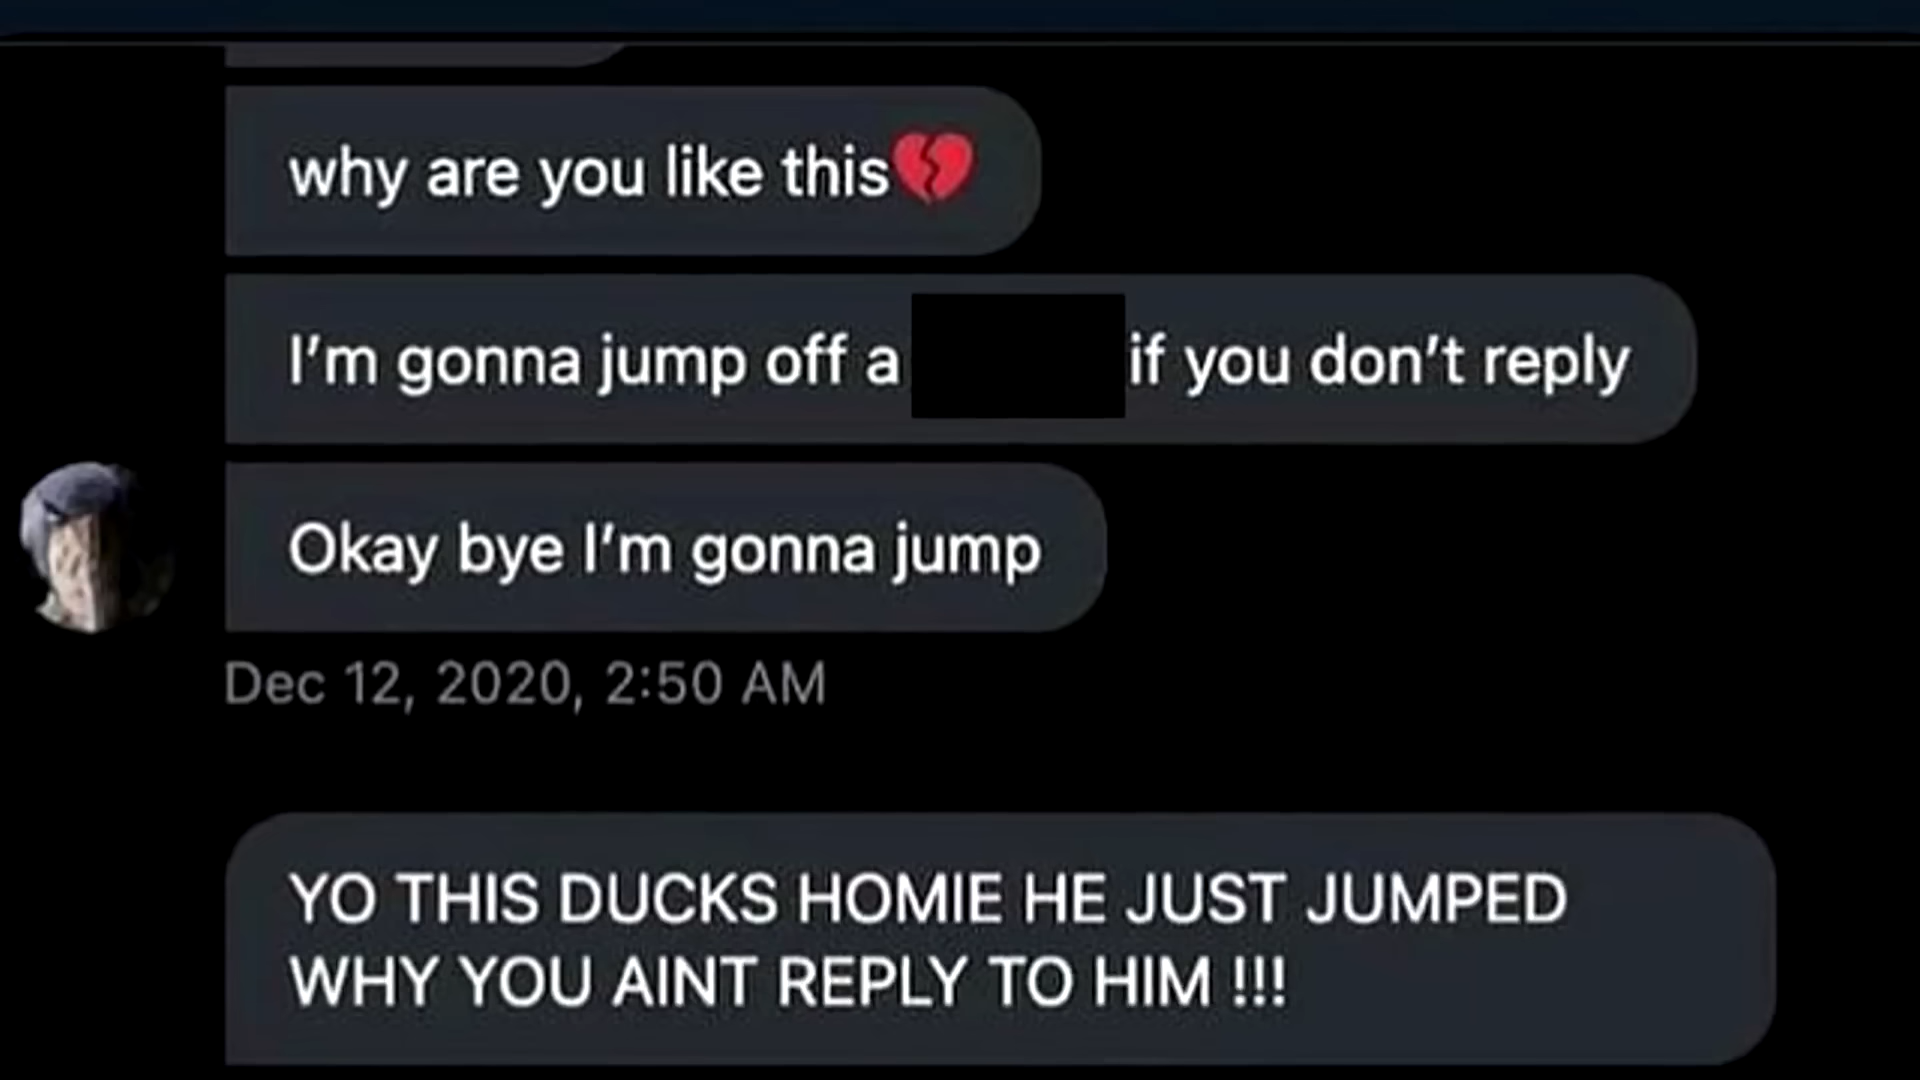 why are you like this💔
I'm gonna jump off a if you don't reply
Okay bye I'm gonna jump
Dec 12, 2020, 2:50 AM
YO THIS DUCKS HOMIE HE JUST JUMPED
WHY YOU AINT REPLY TO HIM !!!